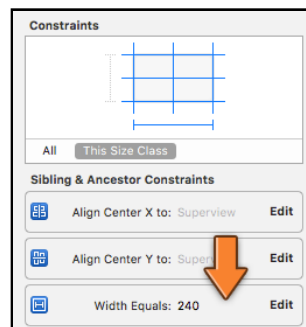 Constraints
All This Size Class
Sibling & Ancestor Constraints
Align Center X to: Superview Edit
Align Center Y to: Edit
Width Equals: 240 Edit